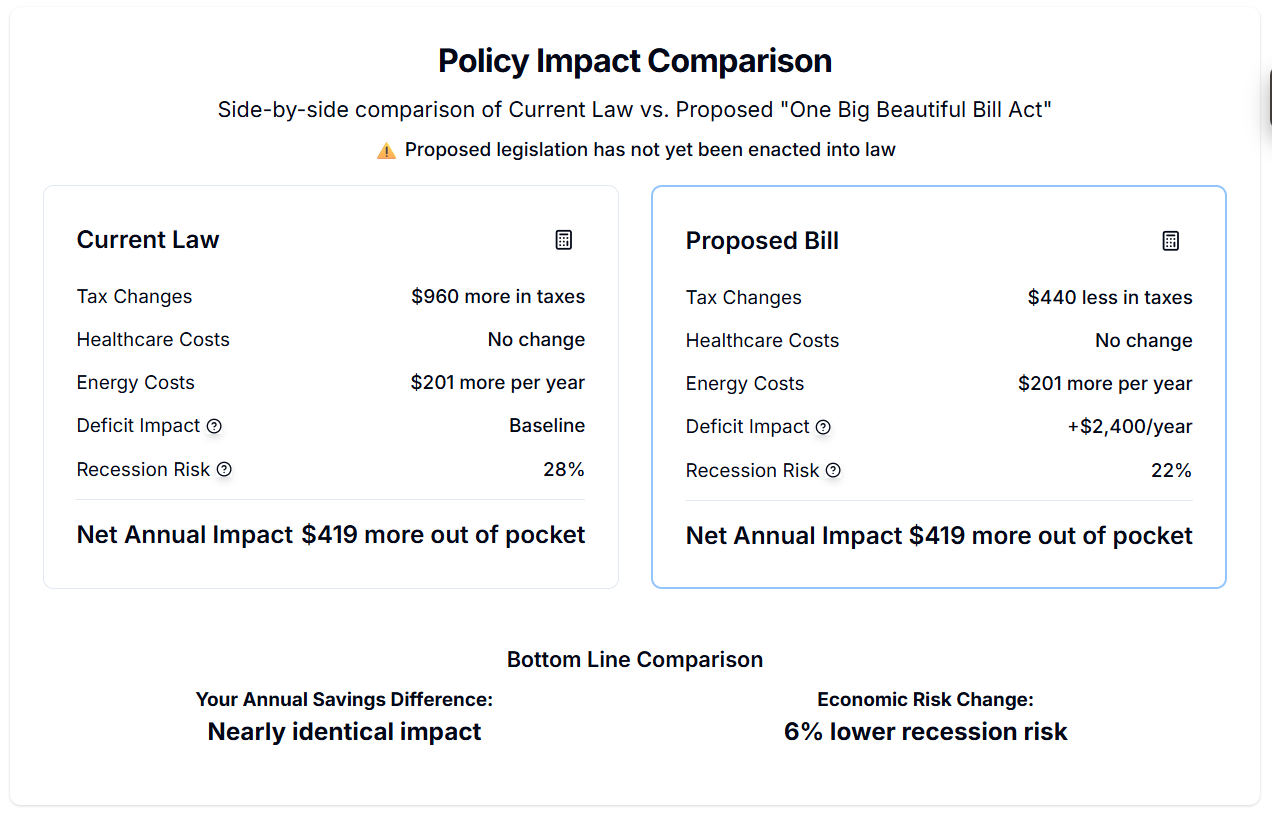 Policy Impact Comparison
Side-by-side comparison of Current Law vs. Proposed "One Big Beautiful Bill Act"
⚠️ Proposed legislation has not yet been enacted into law
Current Law
Tax Changes $960 more in taxes
Healthcare Costs No change
Energy Costs $201 more per year
Deficit Impact Baseline
Recession Risk 28%
Net Annual Impact $419 more out of pocket
Proposed Bill
Tax Changes $440 less in taxes
Healthcare Costs No change
Energy Costs $201 more per year
Deficit Impact +$2,400/year
Recession Risk 22%
Net Annual Impact $419 more out of pocket
Bottom Line Comparison
Your Annual Savings Difference:
Nearly identical impact
Economic Risk Change:
6% lower recession risk